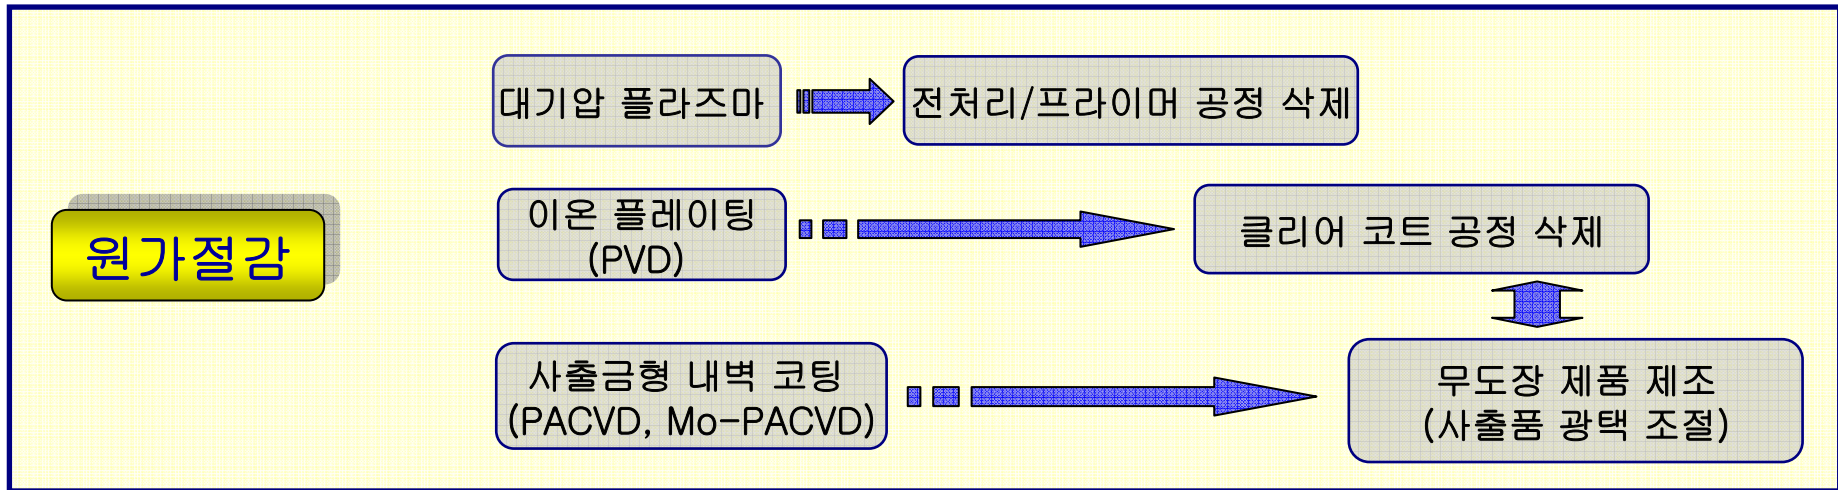 대기압 플라즈마
전처리/프라이머 공정 삭제
원가절감
이온 플레이팅
(PVD)
클리어 코트 공정 삭제
사출금형 내벽 코팅
(PACVD, Mo-PACVD)
무도장 제품 제조
(사출품 광택 조절)